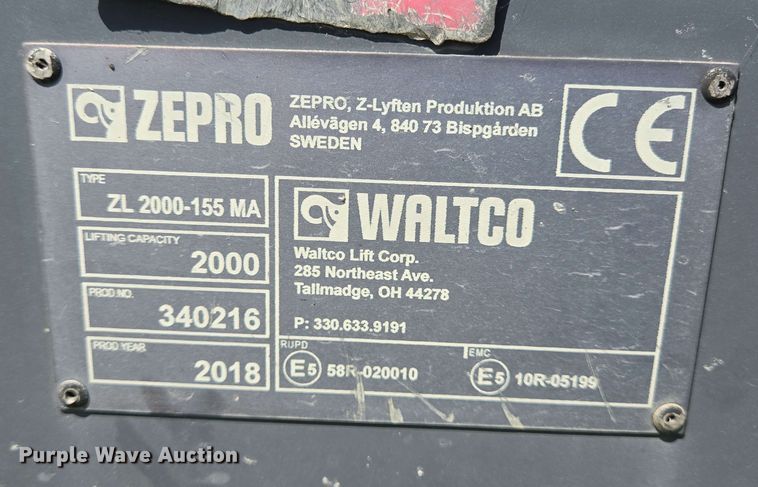 ZEPRO
ZEPRO, Z-Lyften Produktion AB
Allévägen 4, 840 73 Bispgården
SWEDEN
CE
TYPE
ZL 2000-155 MA
LIFTING CAPACITY
2000
PROD NO.
340216
PROD YEAR
2018
WALTCO
Waltco Lift Corp.
285 Northeast Ave.
Tallmadge, OH 44278
P: 330.633.9191
RUPD
E5 58R-020010
EMC
E5 10R-05199
Purple Wave Auction